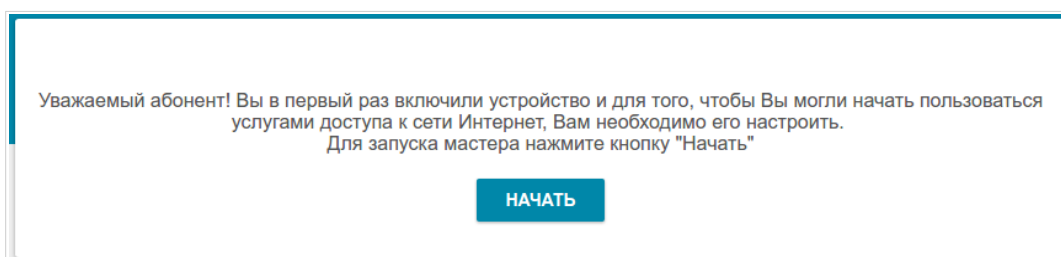 Уважаемый абонент! Вы в первый раз включили устройство и для того, чтобы Вы могли начать пользоваться
услугами доступа к сети Интернет, Вам необходимо его настроить.
Для запуска мастера нажмите кнопку "Начать"
НАЧАТЬ